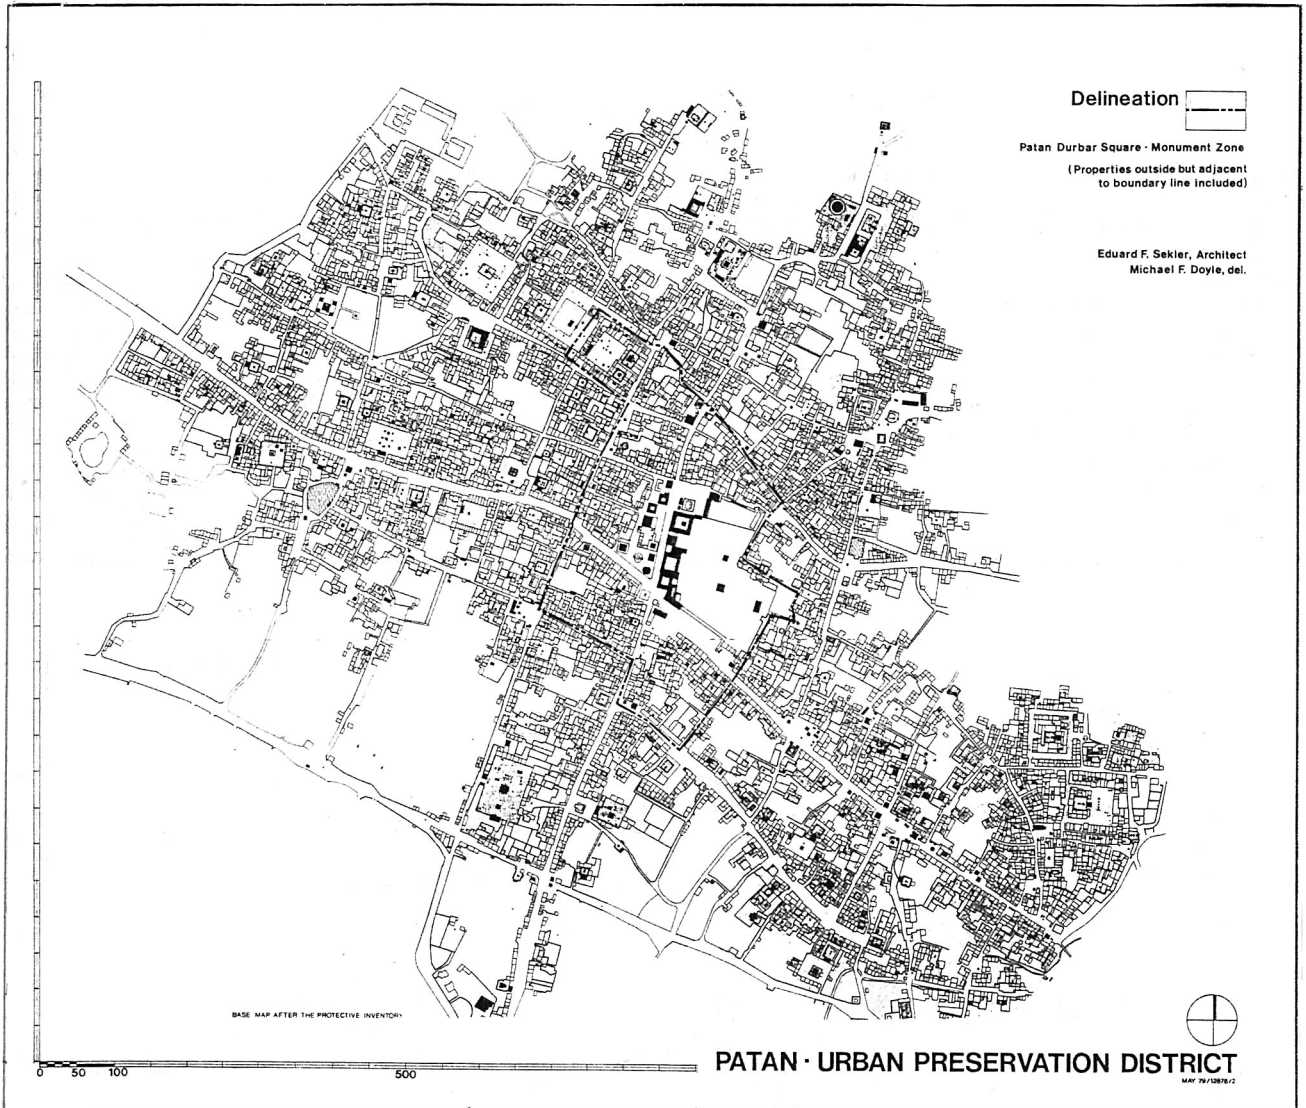 Delineation
Patan Durbar Square · Monument Zone
(Properties outside but adjacent
to boundary line included)
Eduard F. Sekler, Architect
Michael F. Doyle, del.
BASE MAP AFTER THE PROTECTIVE INVENTORY
0 50 100 500
PATAN · URBAN PRESERVATION DISTRICT
MAY 79/12878/2